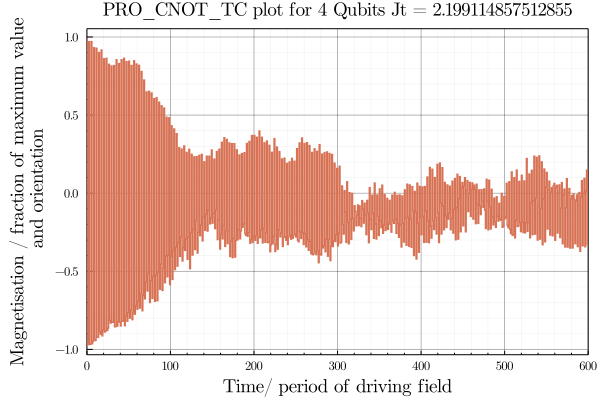 PRO_CNOT_TC plot for 4 Qubits Jt = 2.199114857512855
Magnetisation / fraction of maximum value
and orientation
1.0
0.5
0.0
−0.5
−1.0
0 100 200 300 400 500 600
Time/ period of driving field